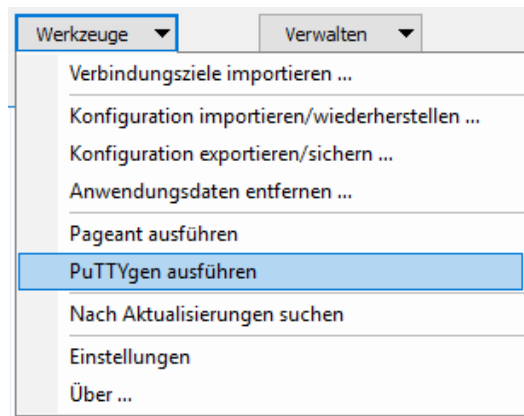 Werkzeuge Verwalten
Verbindungsziele importieren ...
Konfiguration importieren/wiederherstellen ...
Konfiguration exportieren/sichern ...
Anwendungsdaten entfernen ...
Pageant ausführen
PuTTYgen ausführen
Nach Aktualisierungen suchen
Einstellungen
Über ...